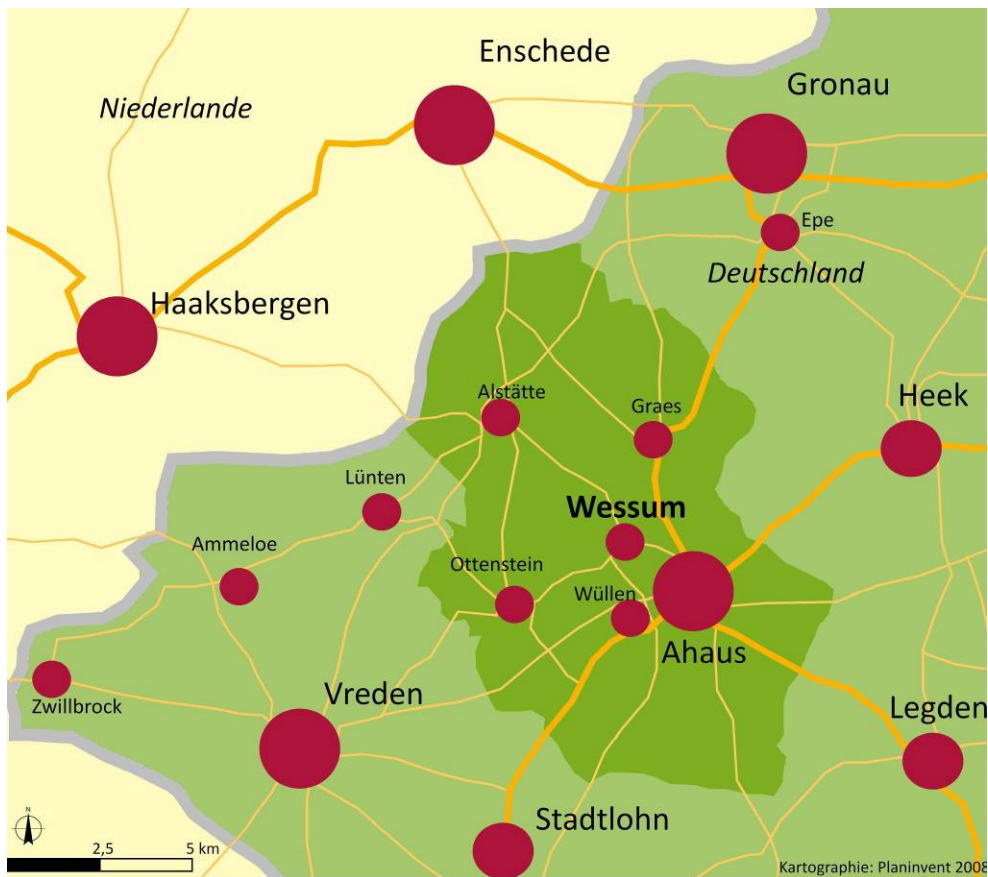 Enschede
Gronau
Niederlande
Epe
Deutschland
Haaksbergen
Alstätte
Heek
Graes
Lünten
Wessum
Ammeloe
Ottenstein
Wüllen
Ahaus
Vreden
Zwillbrock
Legden
Stadtlohn
N
2,5
5 km
Kartographie: Planinvent 2008